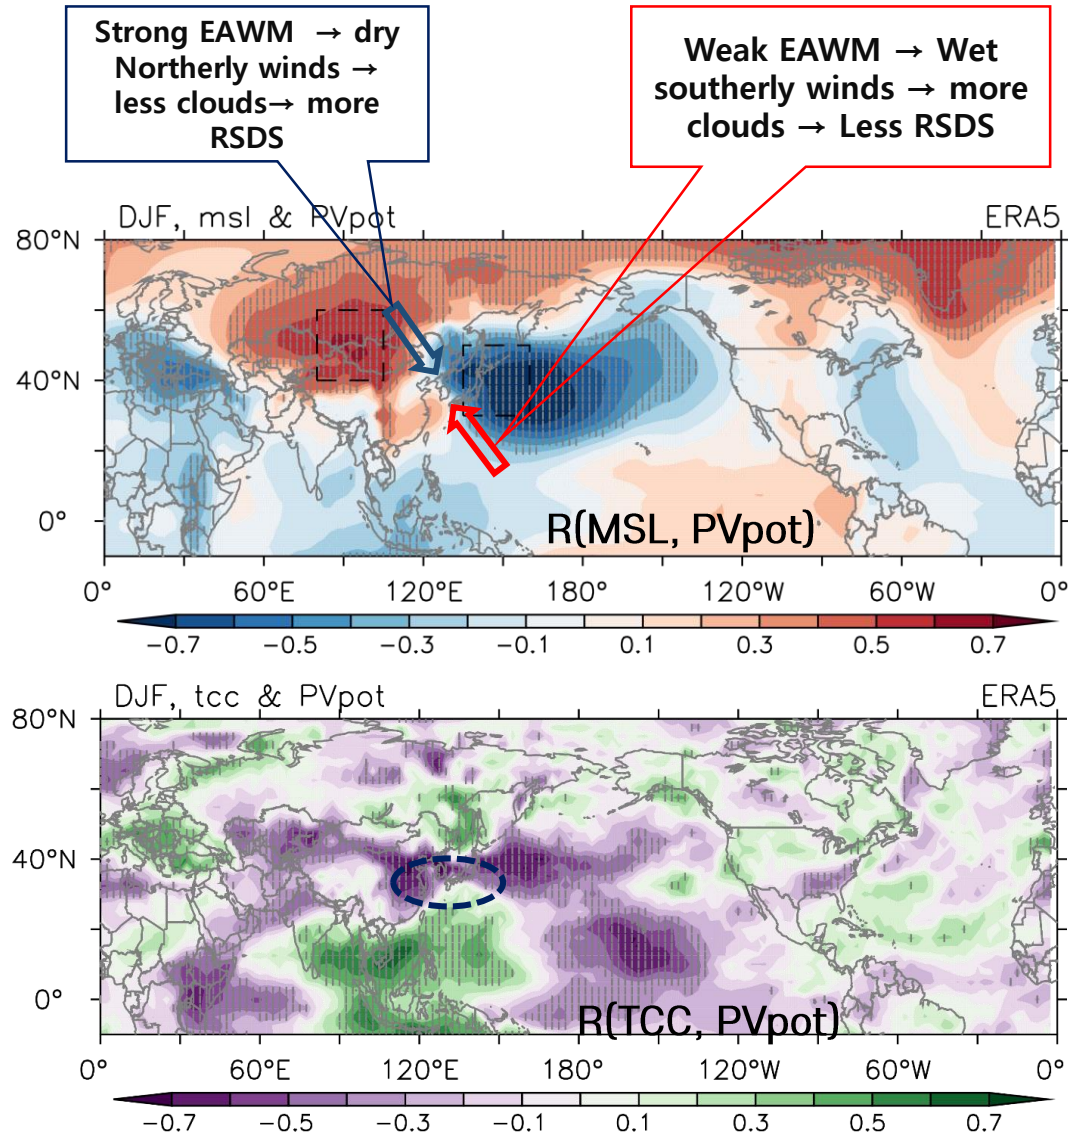 Strong EAWM → dry
Northerly winds →
less clouds→ more
RSDS
Weak EAWM → Wet
southerly winds → more
clouds → Less RSDS
DJF, msl & PVpot
ERA5
80°N
40°N
0°
R(MSL, PVpot)
0° 60°E 120°E 180° 120°W 60°W 0°
−0.7 −0.5 −0.3 −0.1 0.1 0.3 0.5 0.7
DJF, tcc & PVpot
ERA5
80°N
40°N
0°
R(TCC, PVpot)
0° 60°E 120°E 180° 120°W 60°W 0°
−0.7 −0.5 −0.3 −0.1 0.1 0.3 0.5 0.7